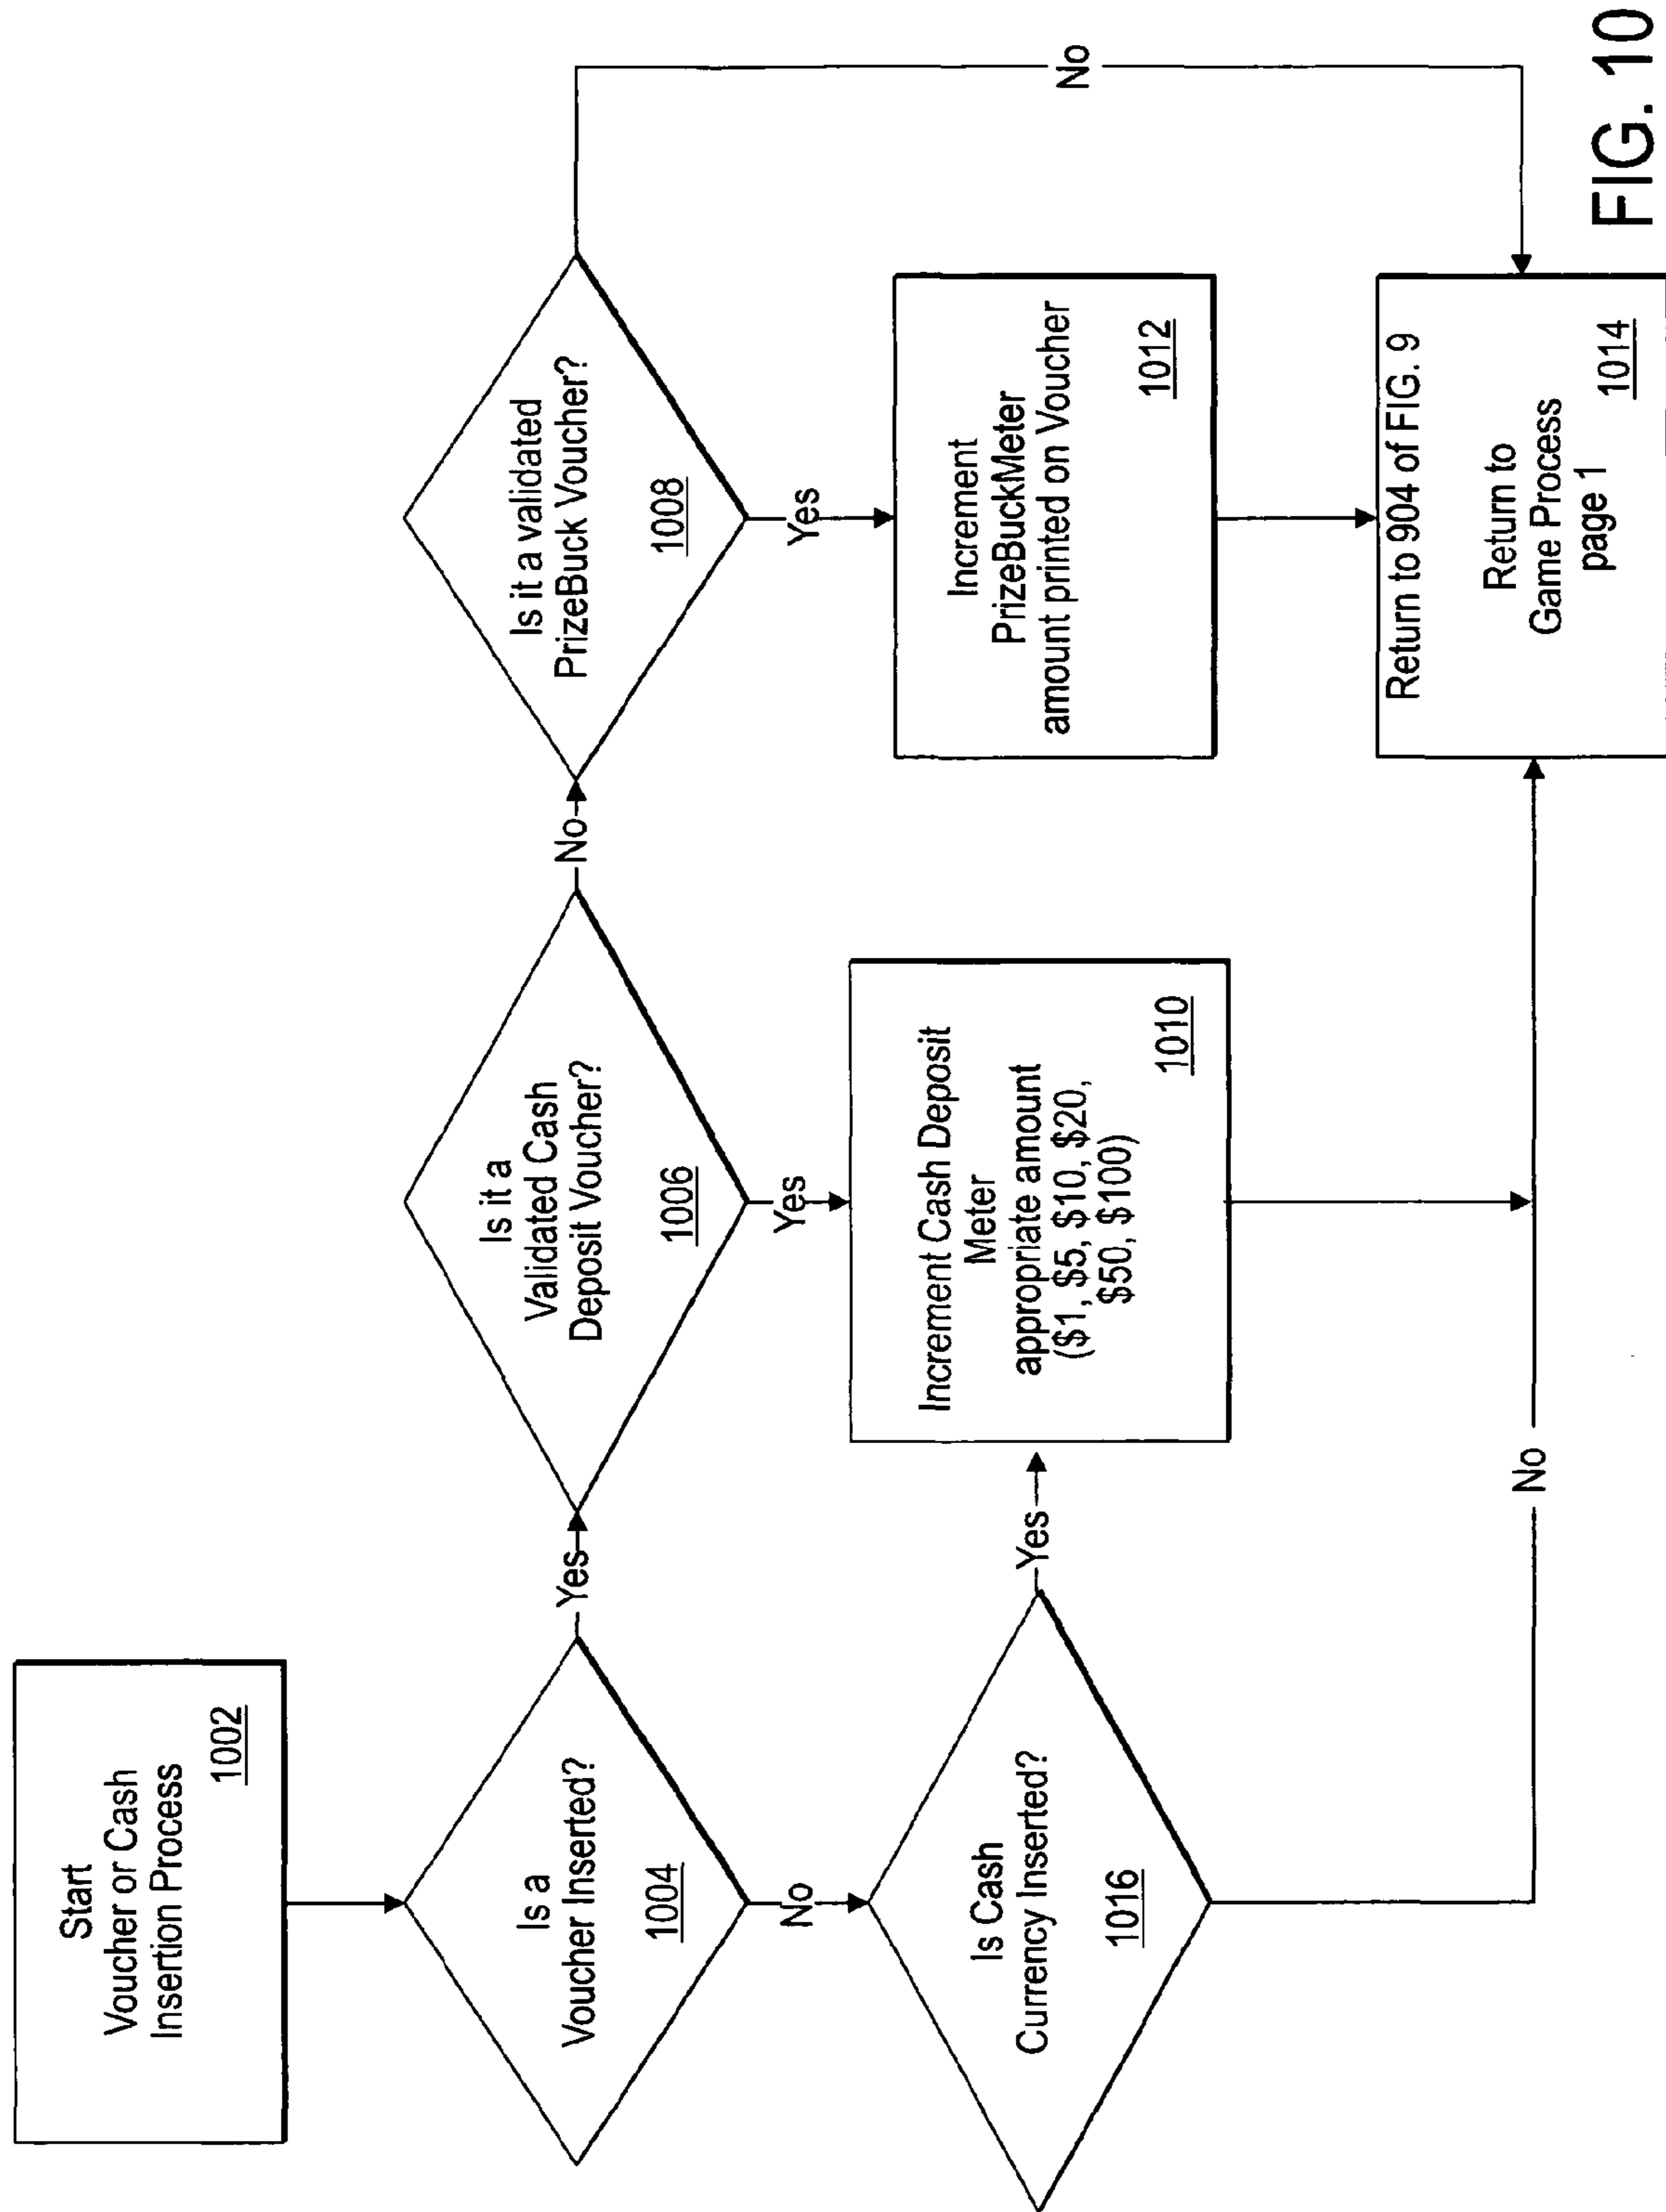 Start
Voucher or Cash
Insertion Process
1002
Is a
Voucher Inserted?
1004
Yes
No
Is it a
Validated Cash
Deposit Voucher?
1006
No
Yes
Is it a validated
PrizeBuck Voucher?
1008
Yes
No
Is Cash
Currency Inserted?
1016
Yes
No
Increment Cash Deposit
Meter
appropriate amount
($1, $5, $10, $20,
$50, $100)
1010
Increment
PrizeBuckMeter
amount printed on Voucher
1012
Return to 904 of FIG. 9
Return to
Game Process
page 1
1014
FIG. 10